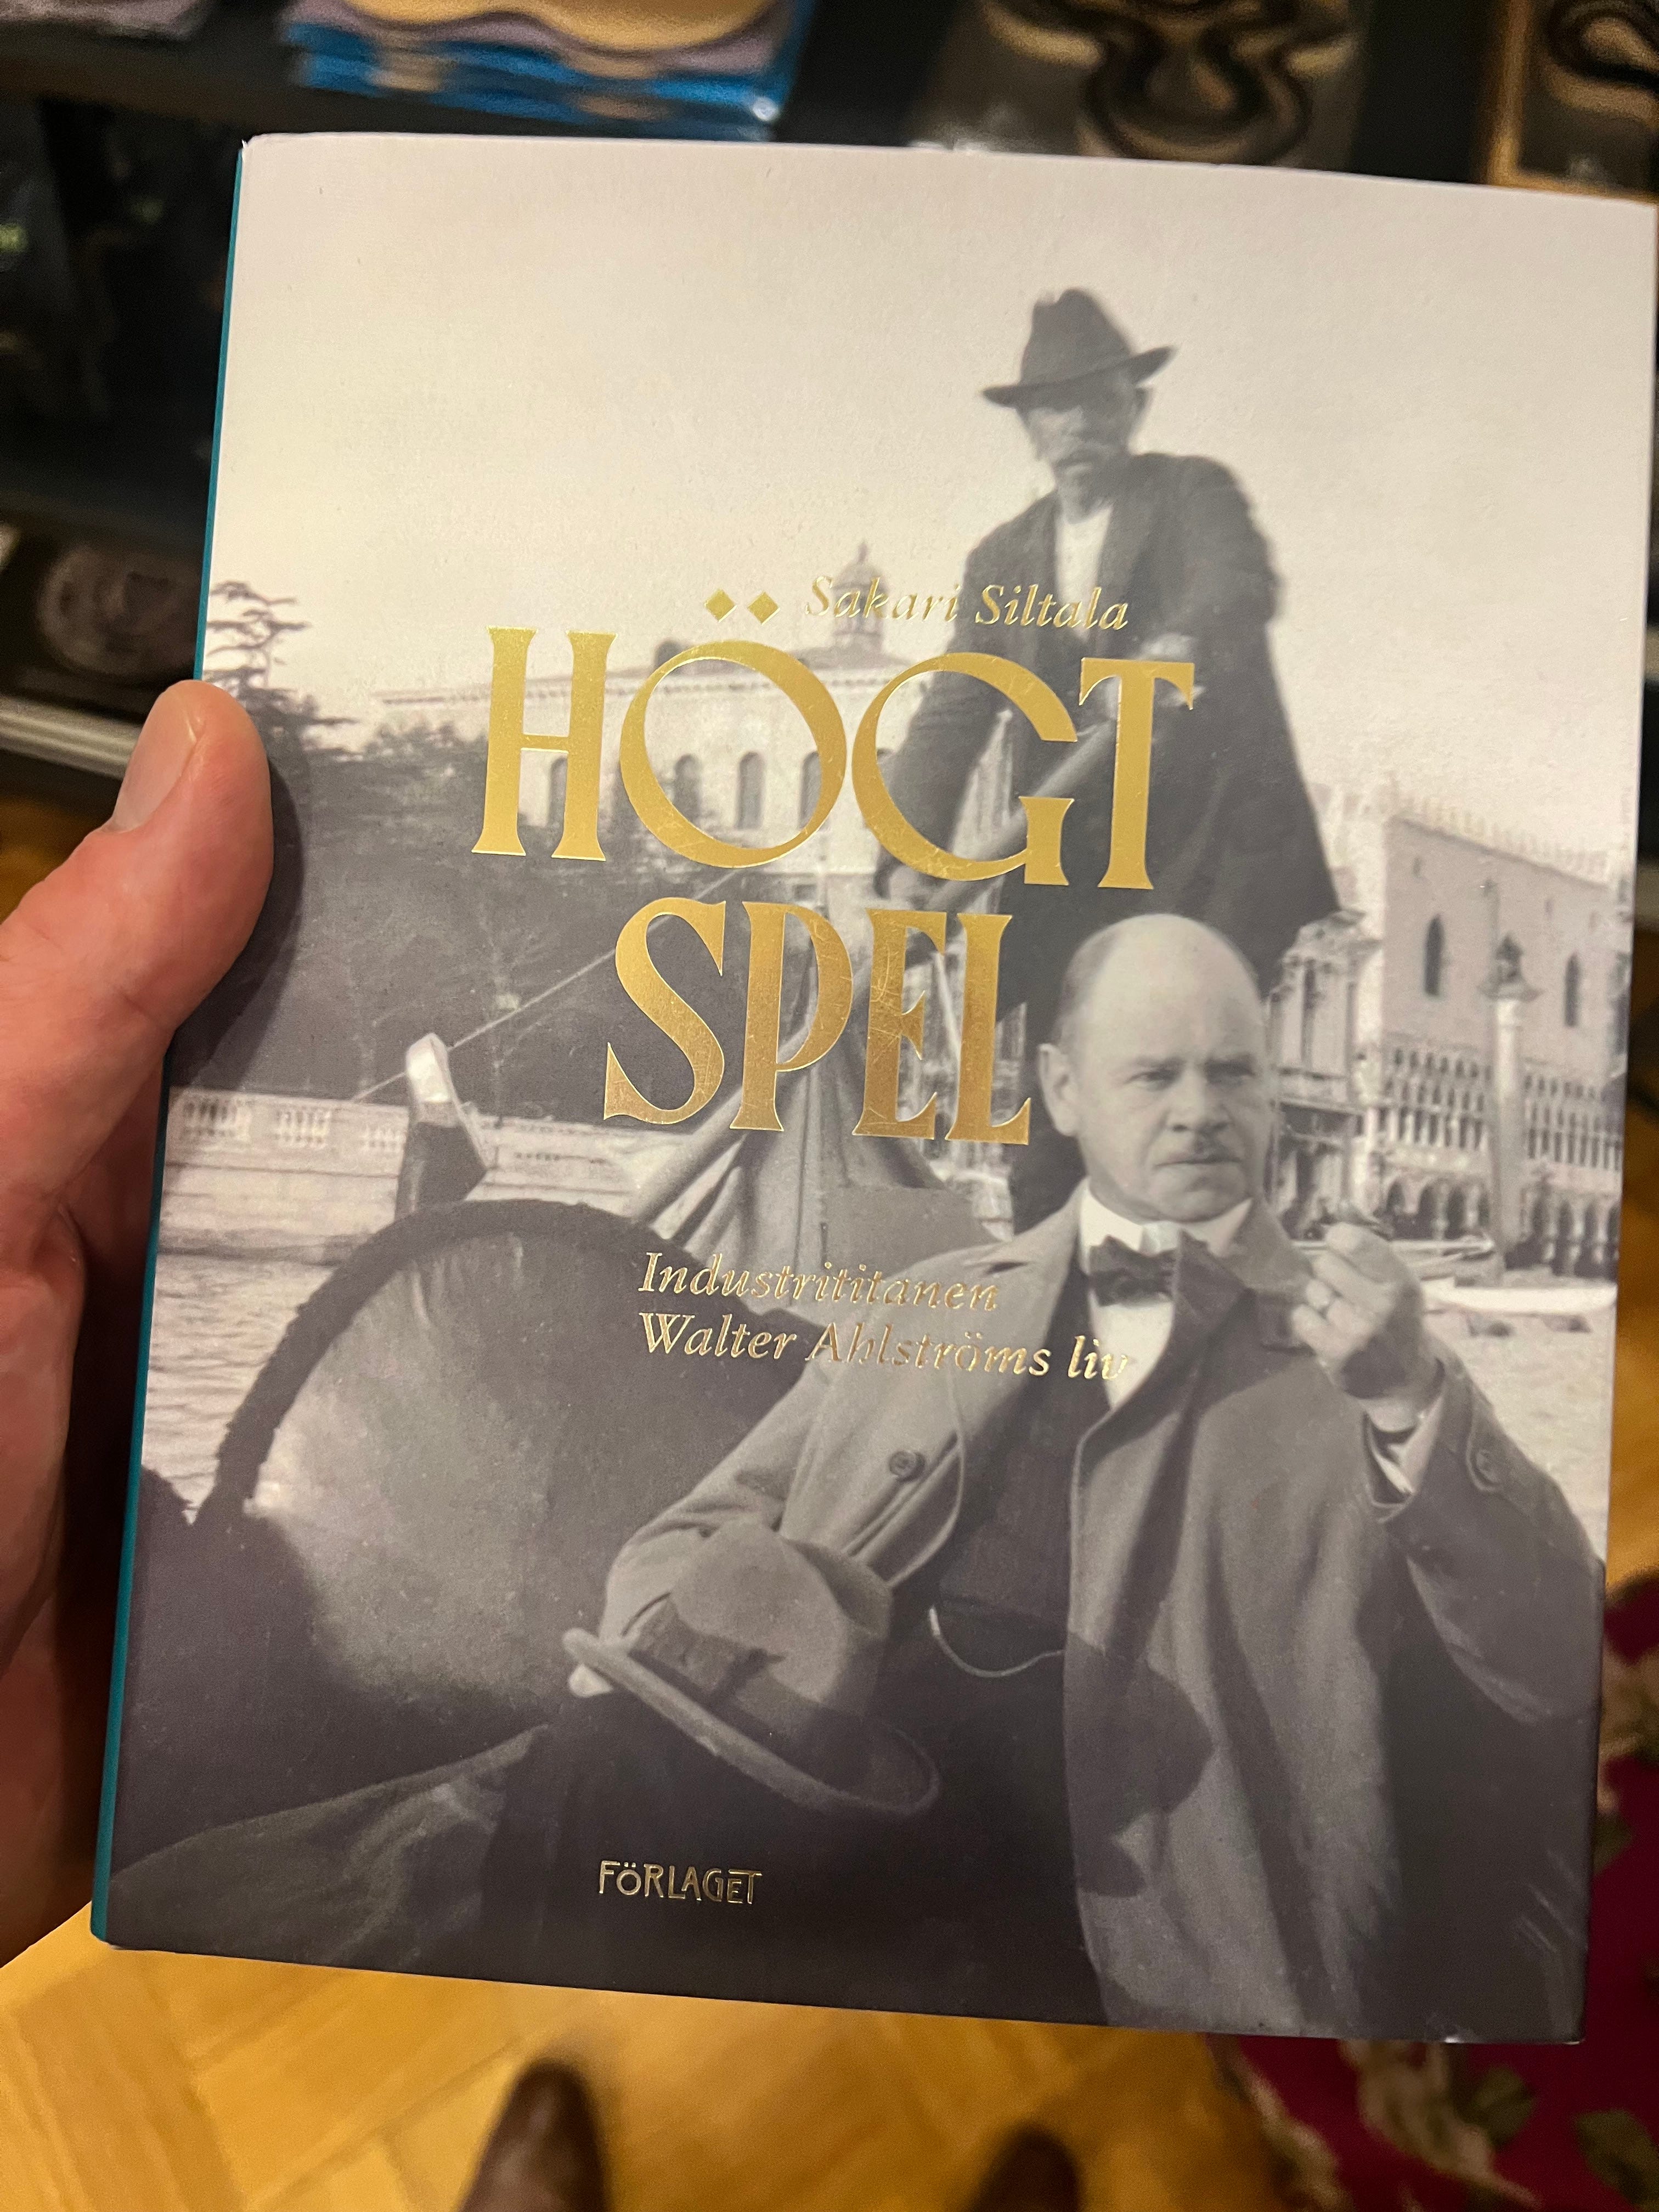 Sakari Siltala
HÖGT
SPEL
Industrititanen
Walter Ahlströms liv
FÖRLAGET